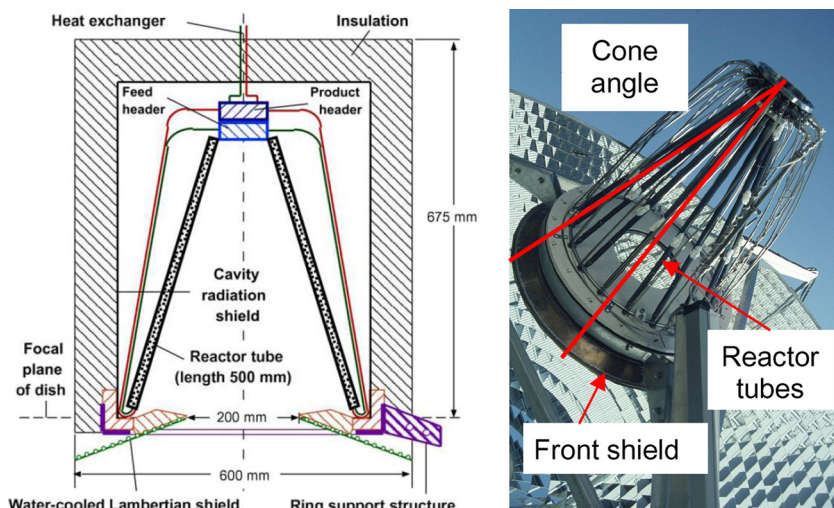 Heat exchanger
Insulation
Feed
header
Product
header
675 mm
Cavity
radiation
shield
Reactor tube
(length 500 mm)
Focal
plane
of dish
200 mm
600 mm
Water-cooled Lambertian shield
Ring support structure
Cone
angle
Reactor
tubes
Front shield